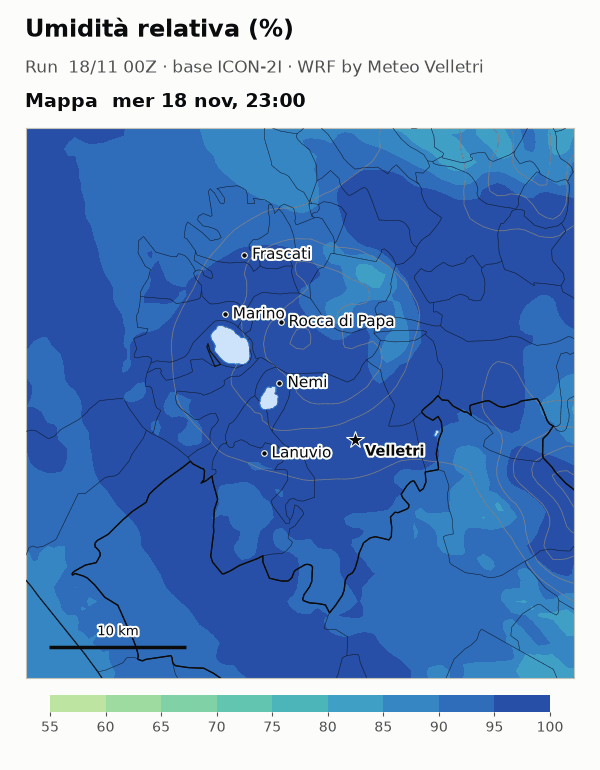 Umidità relativa (%)
Run  18/11 00Z · base ICON-2I · WRF by Meteo Velletri
Mappa  mer 18 nov, 23:00
Frascati
Marino
Rocca di Papa
Nemi
Lanuvio
Velletri
10 km
55 60 65 70 75 80 85 90 95 100